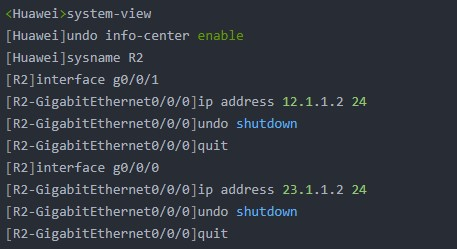 <Huawei>system-view
[Huawei]undo info-center enable
[Huawei]sysname R2
[R2]interface g0/0/1
[R2-GigabitEthernet0/0/0]ip address 12.1.1.2 24
[R2-GigabitEthernet0/0/0]undo shutdown
[R2-GigabitEthernet0/0/0]quit
[R2]interface g0/0/0
[R2-GigabitEthernet0/0/0]ip address 23.1.1.2 24
[R2-GigabitEthernet0/0/0]undo shutdown
[R2-GigabitEthernet0/0/0]quit